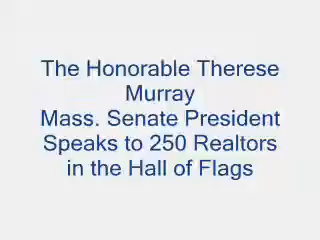 The Honorable Therese
Murray
Mass. Senate President
Speaks to 250 Realtors
in the Hall of Flags